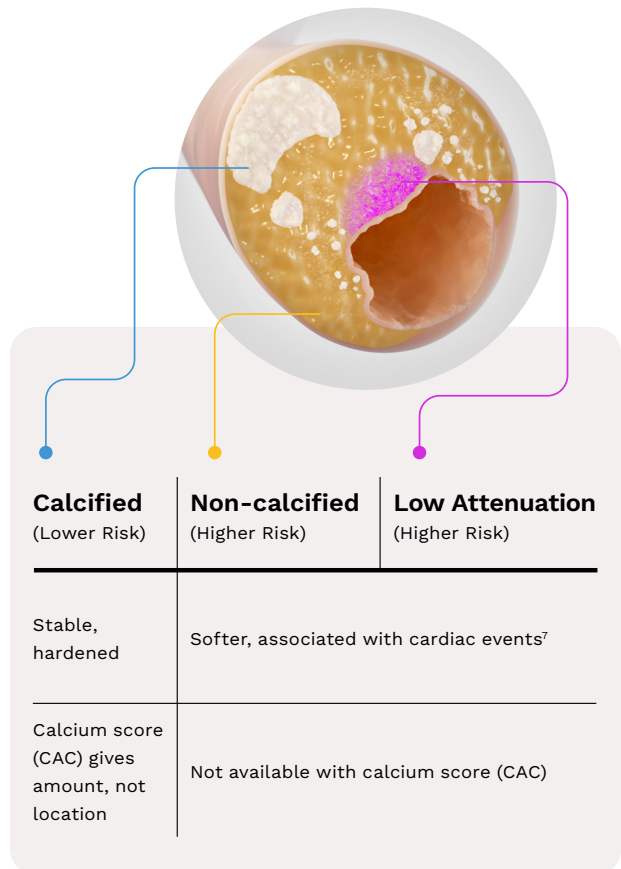 Calcified
(Lower Risk)
Non-calcified
(Higher Risk)
Low Attenuation
(Higher Risk)
Stable,
hardened
Softer, associated with cardiac events⁷
Calcium score
(CAC) gives
amount, not
location
Not available with calcium score (CAC)